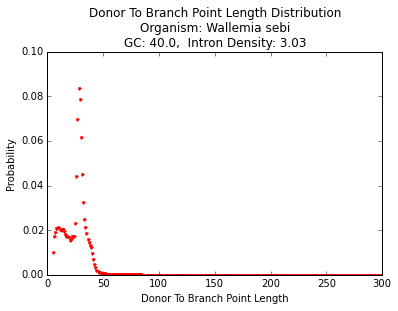 Donor To Branch Point Length Distribution
Organism: Wallemia sebi
GC: 40.0,  Intron Density: 3.03
0.10
0.08
0.06
0.04
0.02
0.00
Probability
0 50 100 150 200 250 300
Donor To Branch Point Length